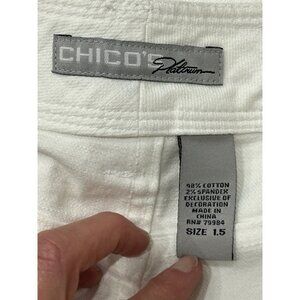 CHICO'S Platinum
98% COTTON
2% SPANDEX
EXCLUSIVE OF
DECORATION
MADE IN
CHINA
RN# 79984
SIZE 1.5